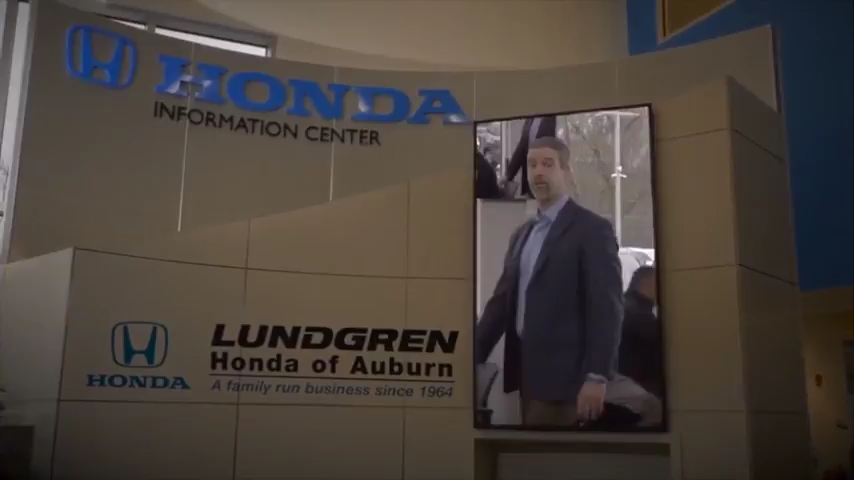 HONDA
INFORMATION CENTER
LUNDGREN
Honda of Auburn
HONDA
A family run business since 1964